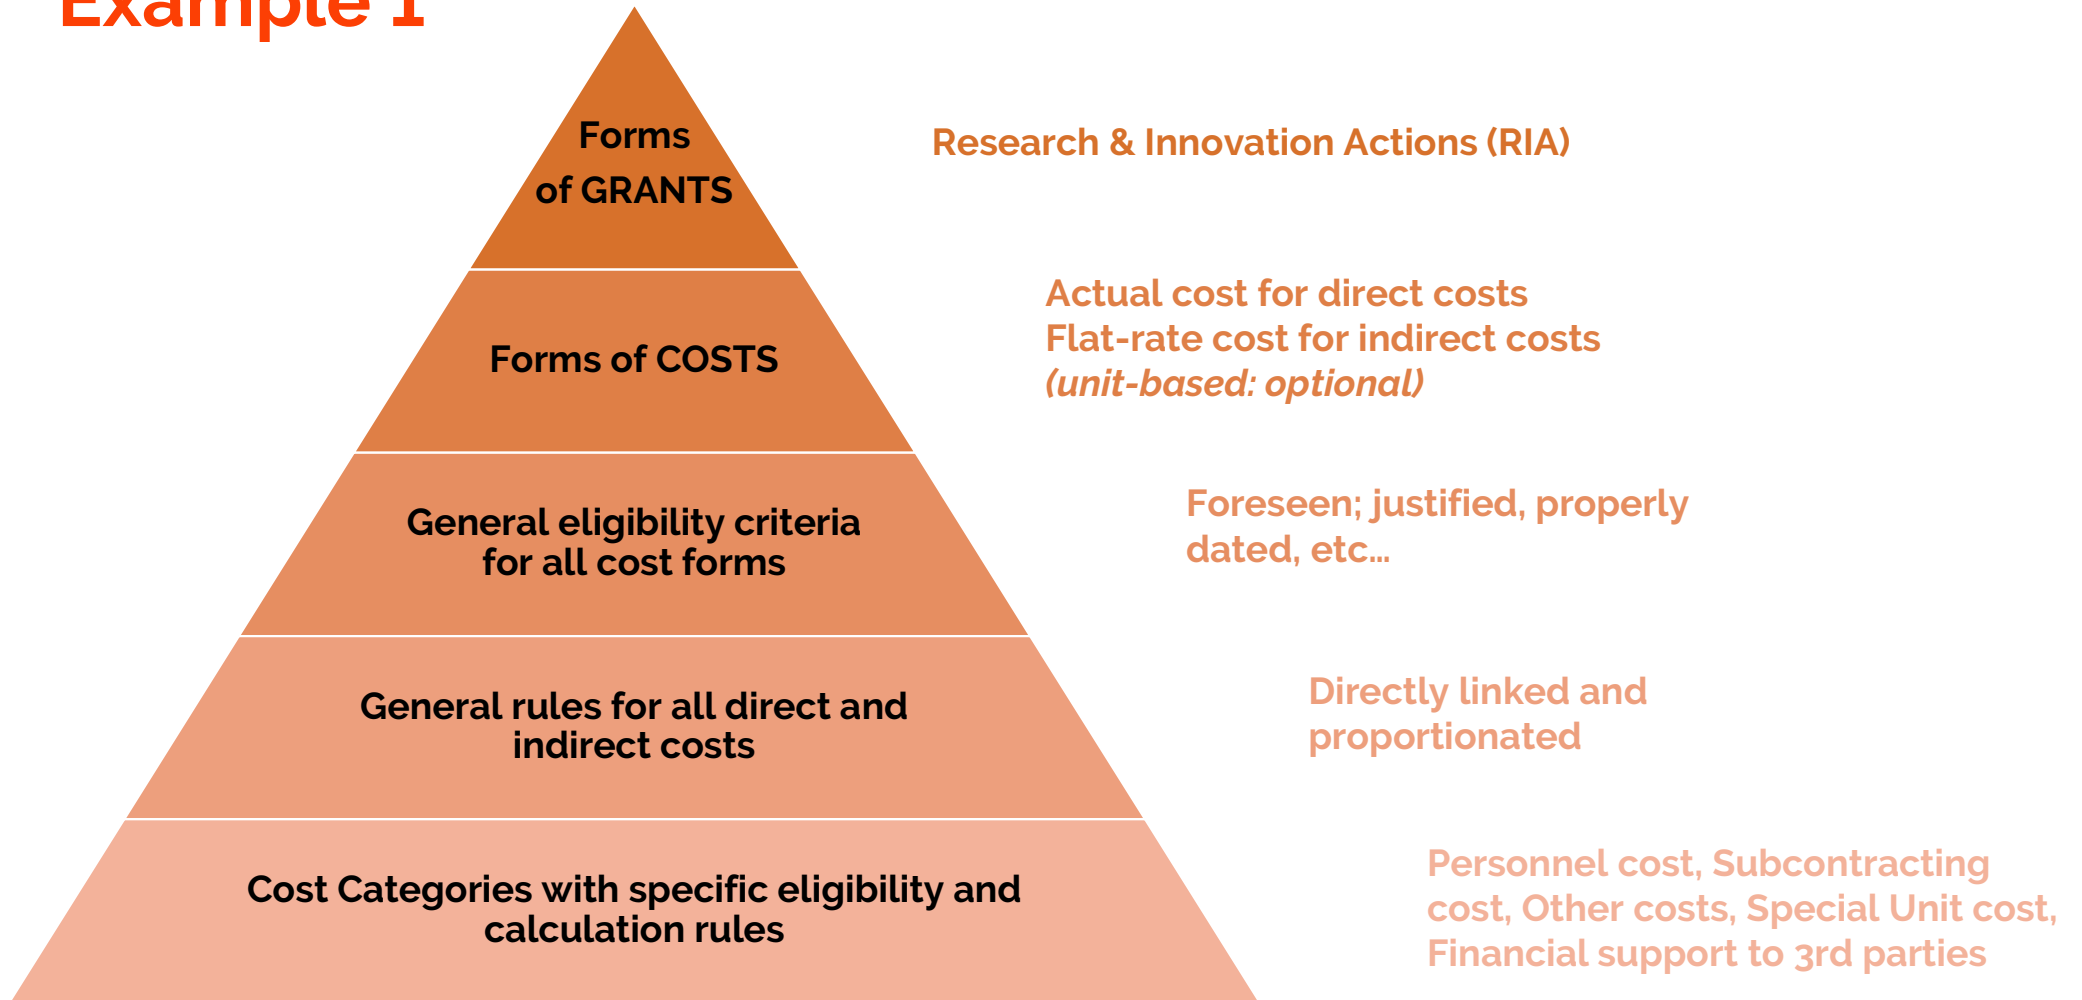 Example 1
Forms
of GRANTS
Research & Innovation Actions (RIA)
Forms of COSTS
Actual cost for direct costs
Flat-rate cost for indirect costs
(unit-based: optional)
General eligibility criteria
for all cost forms
Foreseen; justified, properly
dated, etc...
General rules for all direct and
indirect costs
Directly linked and
proportionated
Cost Categories with specific eligibility and
calculation rules
Personnel cost, Subcontracting
cost, Other costs, Special Unit cost,
Financial support to 3rd parties